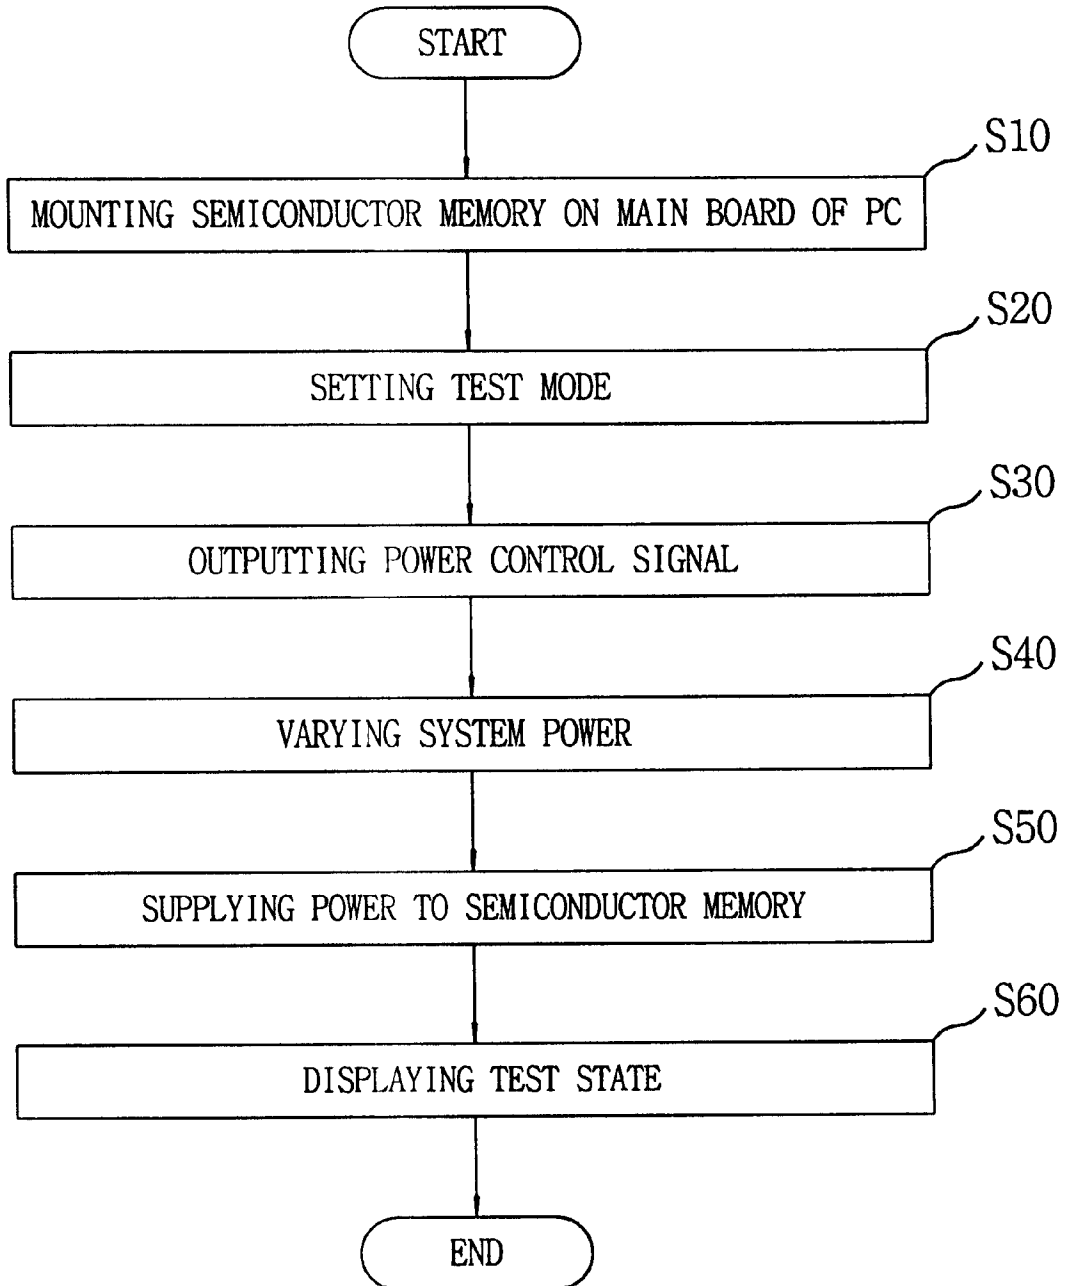 START
S10
MOUNTING SEMICONDUCTOR MEMORY ON MAIN BOARD OF PC
S20
SETTING TEST MODE
S30
OUTPUTTING POWER CONTROL SIGNAL
S40
VARYING SYSTEM POWER
S50
SUPPLYING POWER TO SEMICONDUCTOR MEMORY
S60
DISPLAYING TEST STATE
END